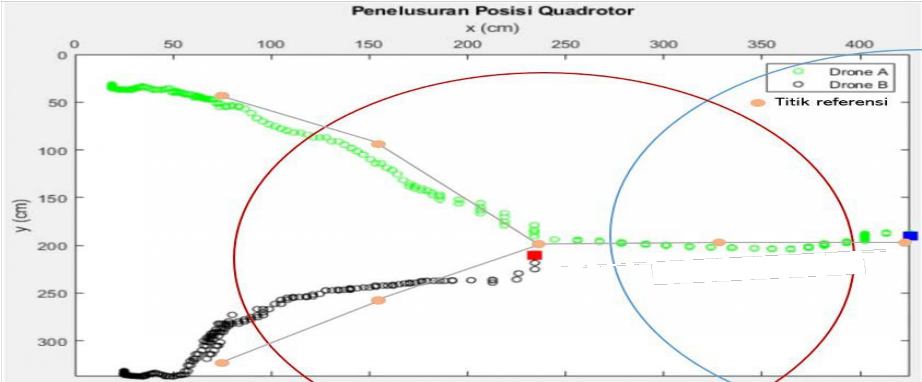 Penelusuran Posisi Quadrotor
x (cm)
0 50 100 150 200 250 300 350 400
0
Drone A
Drone B
50
Titik referensi
100
150
y (cm)
200
250
300